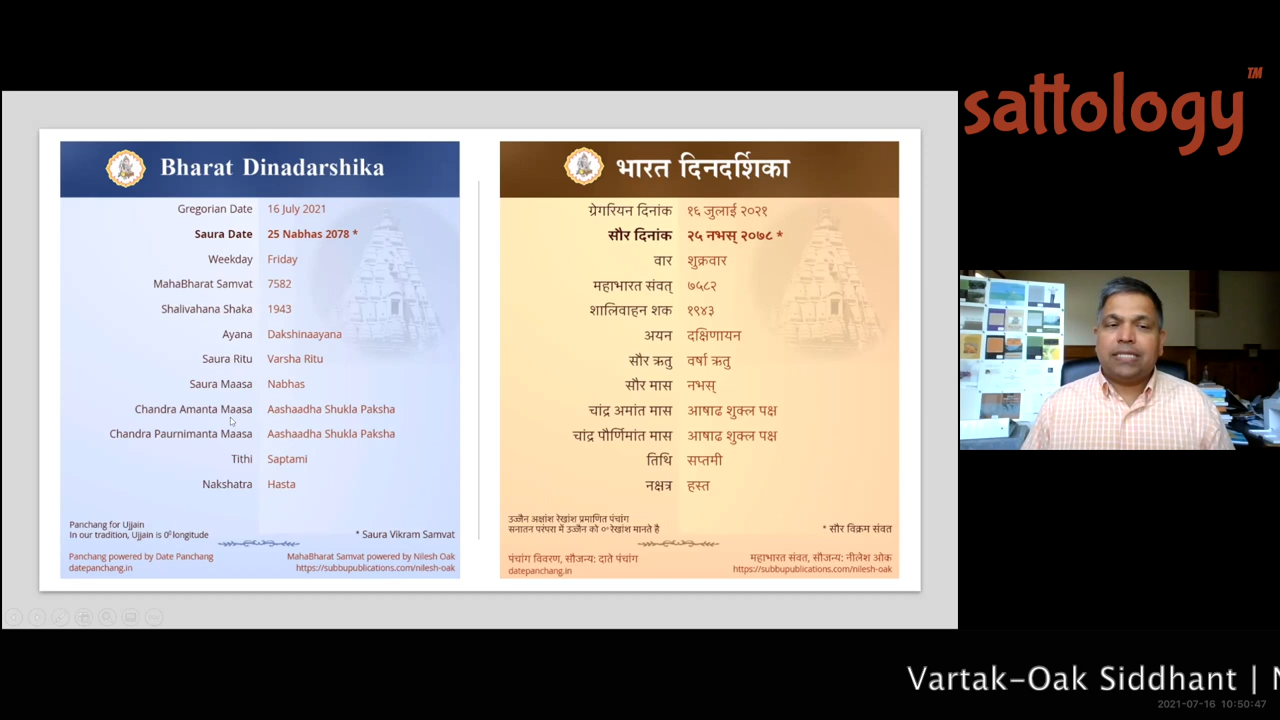 sattology TM
Bharat Dinadarshika
Gregorian Date 16 July 2021
Saura Date 25 Nabhas 2078 *
Weekday Friday
MahaBharat Samvat 7582
Shalivahana Shaka 1943
Ayana Dakshinaayana
Saura Ritu Varsha Ritu
Saura Maasa Nabhas
Chandra Amanta Maasa Aashaadha Shukla Paksha
Chandra Paurnimanta Maasa Aashaadha Shukla Paksha
Tithi Saptami
Nakshatra Hasta
Panchang for Ujjain
In our tradition, Ujjain is 0⁰ longitude
* Saura Vikram Samvat
Panchang powered by Date Panchang
datepanchang.in
MahaBharat Samvat powered by Nilesh Oak
https://subbupublications.com/nilesh-oak
भारत दिनदर्शिका
ग्रेगरियन दिनांक १६ जुलाई २०२१
सौर दिनांक २५ नभस् २०७८ *
वार शुक्रवार
महाभारत संवत् ७५८२
शालिवाहन शक १९४३
अयन दक्षिणायन
सौर ऋतु वर्षा ऋतु
सौर मास नभस्
चांद्र अमांत मास आषाढ शुक्ल पक्ष
चांद्र पौर्णिमांत मास आषाढ शुक्ल पक्ष
तिथि सप्तमी
नक्षत्र हस्त
उज्जैन अक्षांश रेखांश प्रमाणित पंचांग
सनातन परंपरा में उज्जैन को ०⁰ रेखांश मानते है
* सौर विक्रम संवत
पंचांग विवरण, सौजन्य: दाते पंचांग
datepanchang.in
महाभारत संवत, सौजन्य: नीलेश ओक
https://subbupublications.com/nilesh-oak
Vartak-Oak Siddhant |
2021-07-16 10:50:47